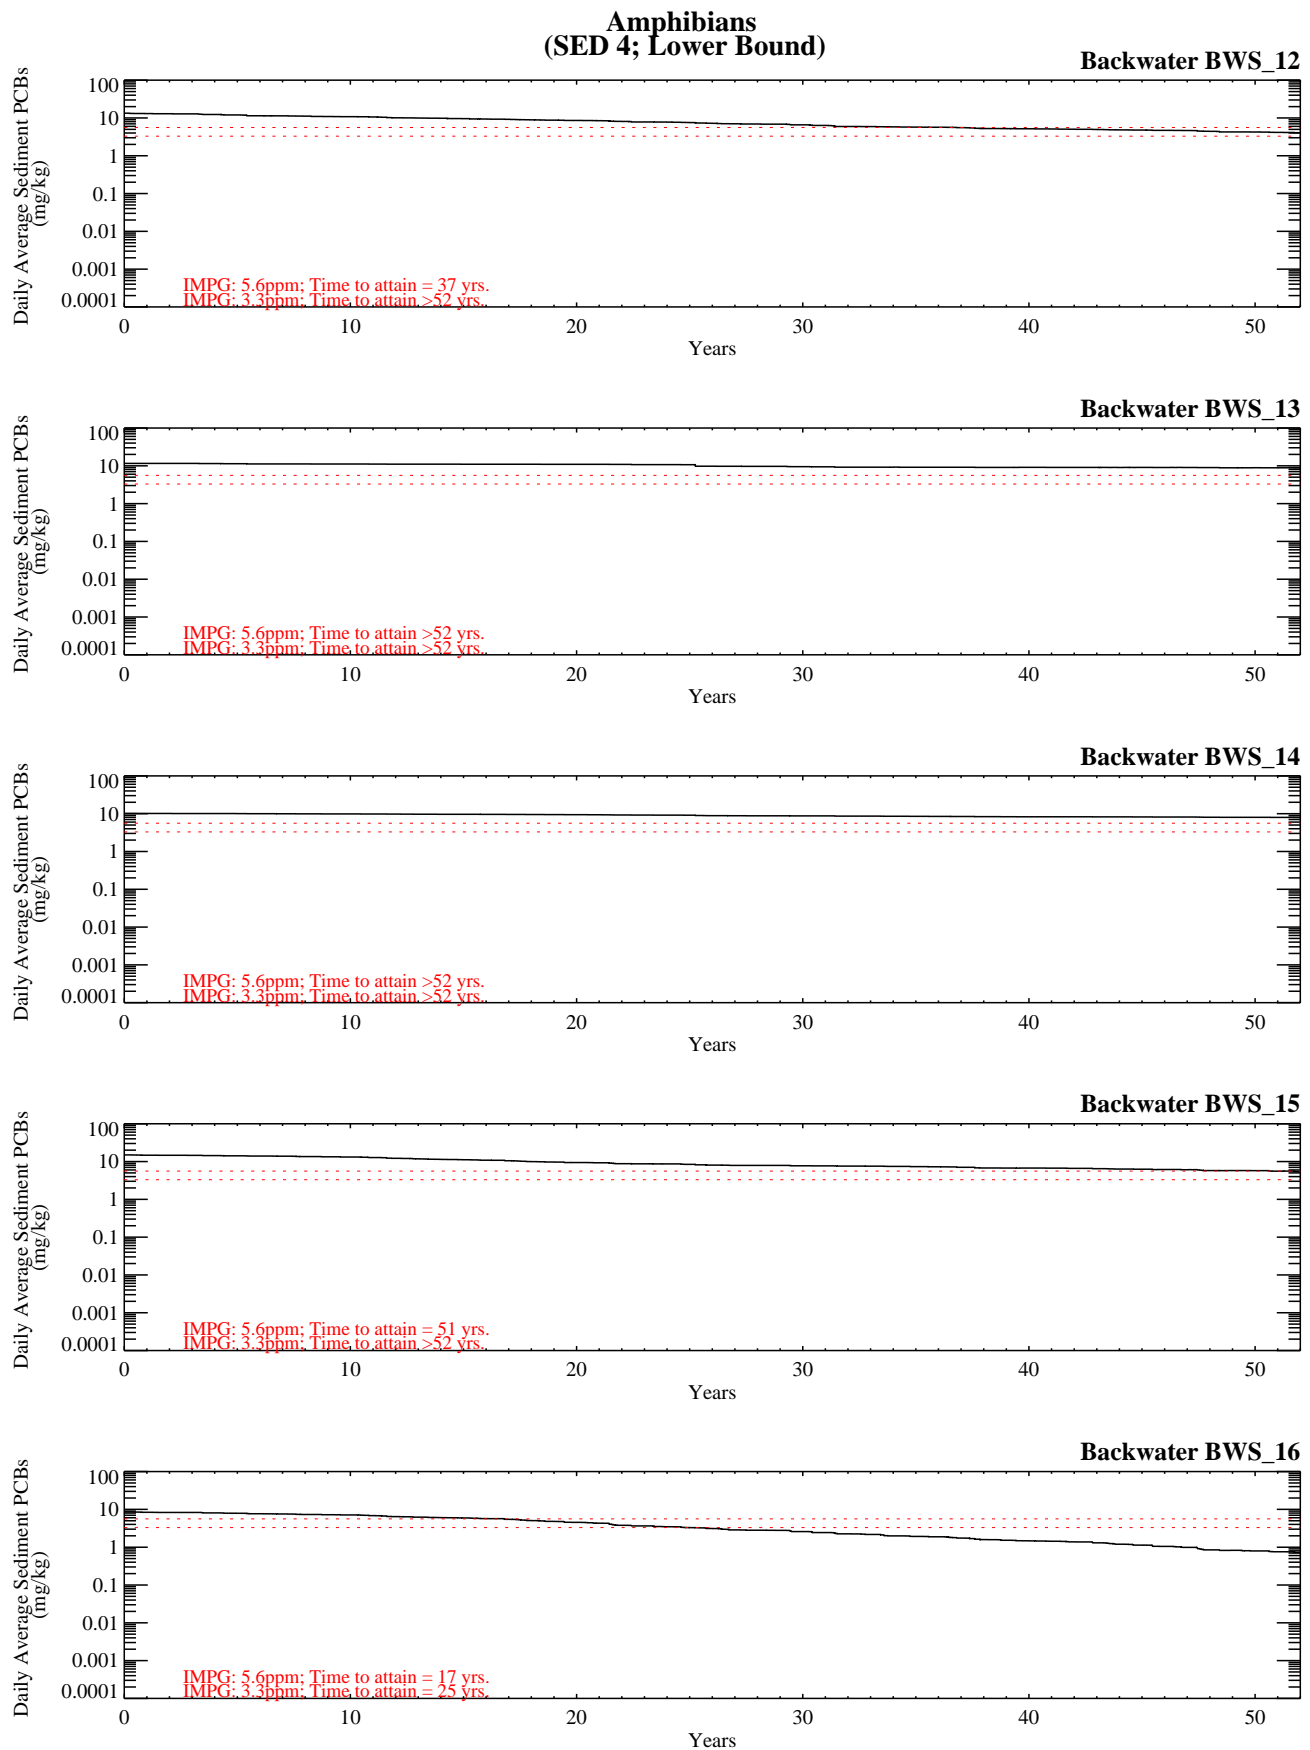 Amphibians
(SED 4; Lower Bound)
Backwater BWS_12
Daily Average Sediment PCBs
(mg/kg)
100
10
1
0.1
0.01
0.001
0.0001
IMPG: 5.6ppm; Time to attain = 37 yrs.
IMPG: 3.3ppm; Time to attain >52 yrs.
0 10 20 30 40 50
Years
Backwater BWS_13
Daily Average Sediment PCBs
(mg/kg)
100
10
1
0.1
0.01
0.001
0.0001
IMPG: 5.6ppm; Time to attain >52 yrs.
IMPG: 3.3ppm; Time to attain >52 yrs.
0 10 20 30 40 50
Years
Backwater BWS_14
Daily Average Sediment PCBs
(mg/kg)
100
10
1
0.1
0.01
0.001
0.0001
IMPG: 5.6ppm; Time to attain >52 yrs.
IMPG: 3.3ppm; Time to attain >52 yrs.
0 10 20 30 40 50
Years
Backwater BWS_15
Daily Average Sediment PCBs
(mg/kg)
100
10
1
0.1
0.01
0.001
0.0001
IMPG: 5.6ppm; Time to attain = 51 yrs.
IMPG: 3.3ppm; Time to attain >52 yrs.
0 10 20 30 40 50
Years
Backwater BWS_16
Daily Average Sediment PCBs
(mg/kg)
100
10
1
0.1
0.01
0.001
0.0001
IMPG: 5.6ppm; Time to attain = 17 yrs.
IMPG: 3.3ppm; Time to attain = 25 yrs.
0 10 20 30 40 50
Years